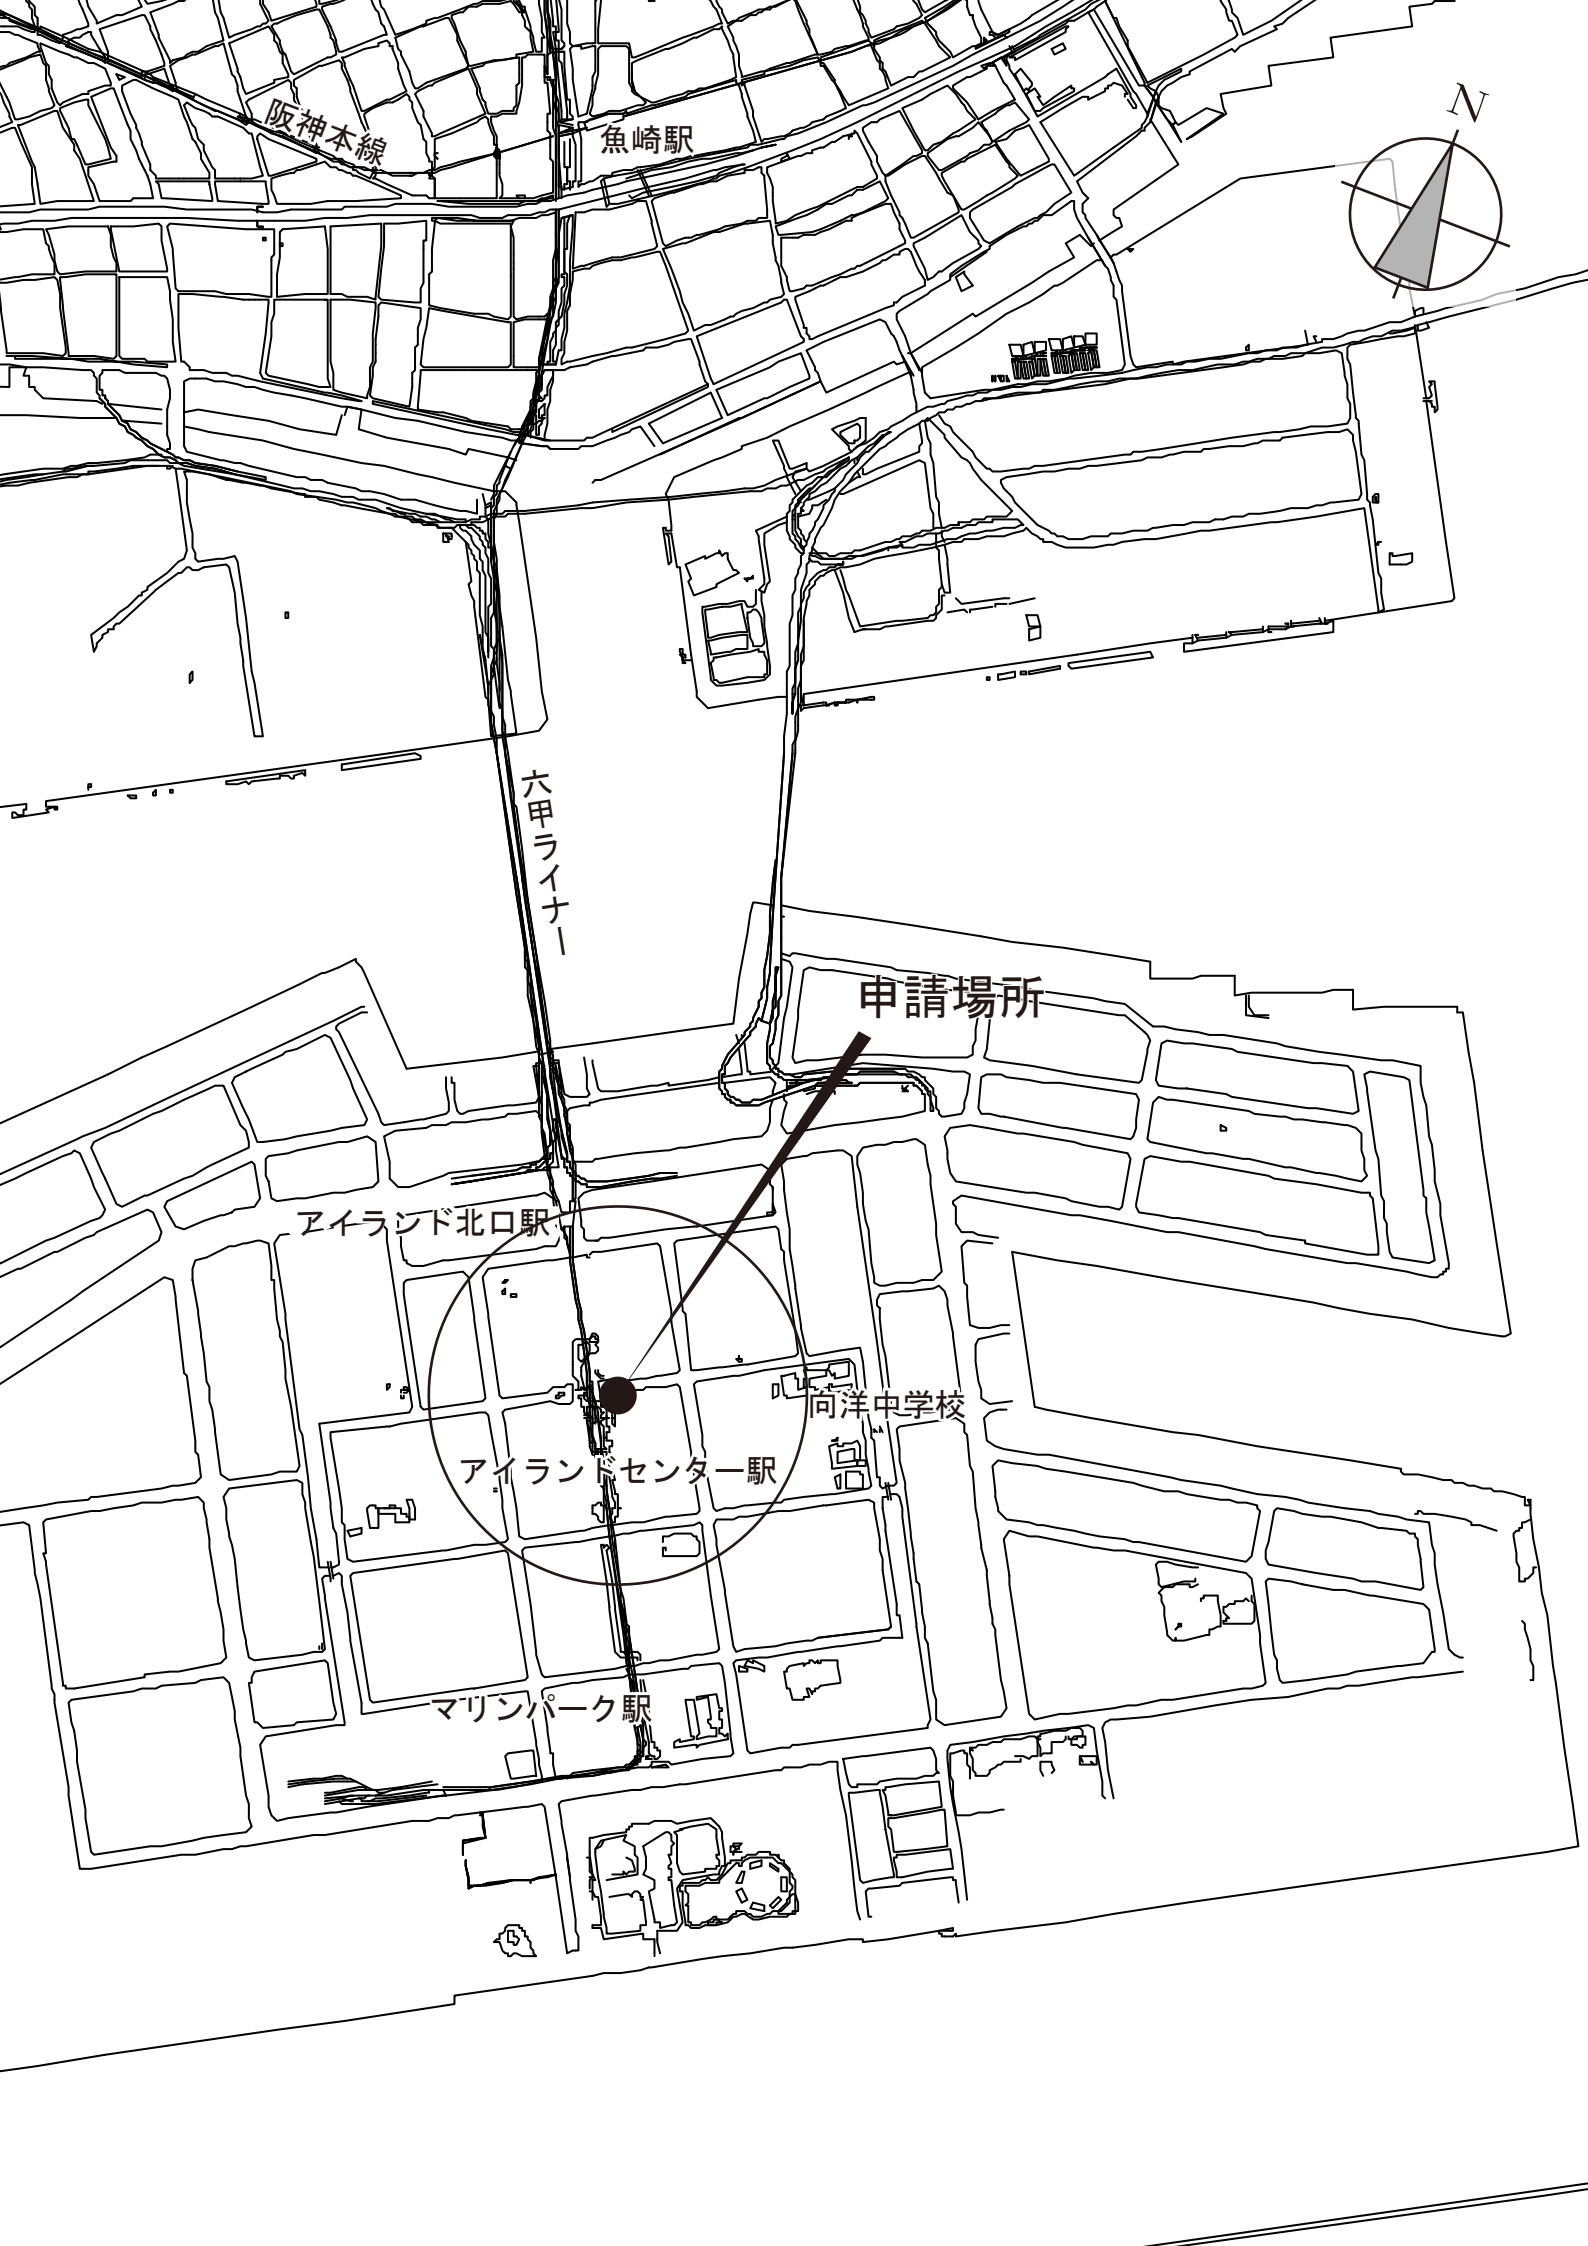 N
阪神本線
魚崎駅
六甲ライナー
申請場所
アイランド北口駅
向洋中学校
アイランドセンター駅
マリンパーク駅